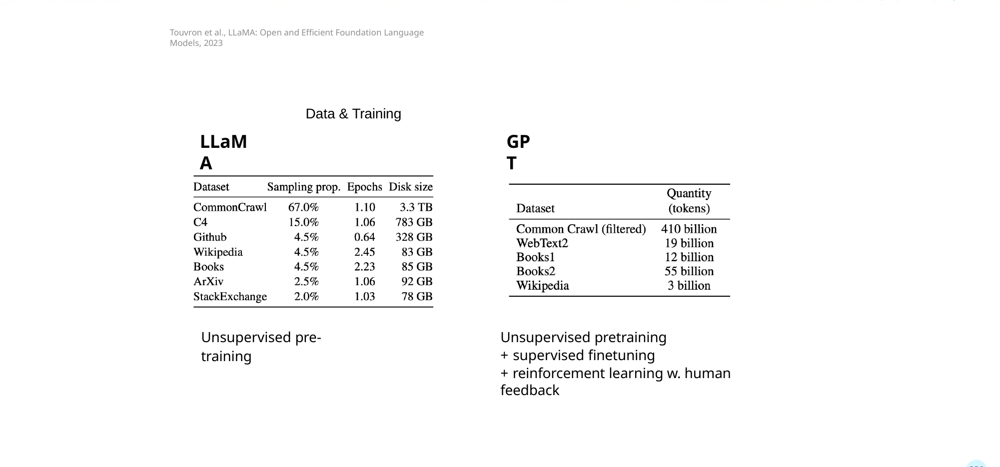 Touvron et al., LLaMA: Open and Efficient Foundation Language
Models, 2023
Data & Training
LLaM
A
Dataset Sampling prop. Epochs Disk size
CommonCrawl 67.0% 1.10 3.3 TB
C4 15.0% 1.06 783 GB
Github 4.5% 0.64 328 GB
Wikipedia 4.5% 2.45 83 GB
Books 4.5% 2.23 85 GB
ArXiv 2.5% 1.06 92 GB
StackExchange 2.0% 1.03 78 GB
Unsupervised pre-
training
GP
T
Quantity
Dataset (tokens)
Common Crawl (filtered) 410 billion
WebText2 19 billion
Books1 12 billion
Books2 55 billion
Wikipedia 3 billion
Unsupervised pretraining
+ supervised finetuning
+ reinforcement learning w. human
feedback